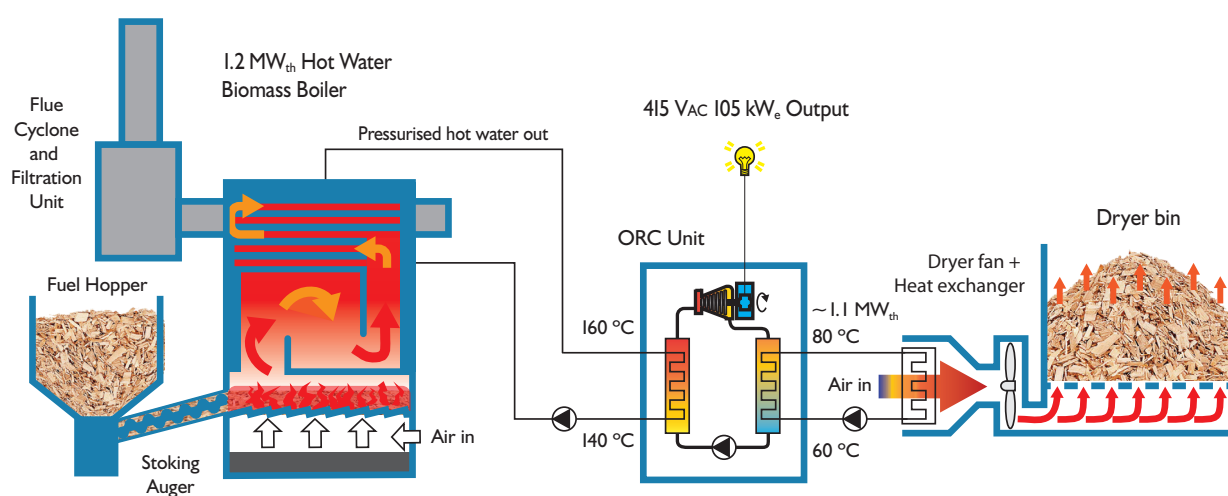 1.2 MWth Hot Water
Biomass Boiler
Flue
Cyclone
and
Filtration
Unit
Pressurised hot water out
415 VAC 105 kWe Output
Fuel Hopper
Stoking
Auger
Air in
ORC Unit
160 °C
140 °C
~1.1 MWth
80 °C
60 °C
Air in
Dryer fan +
Heat exchanger
Dryer bin